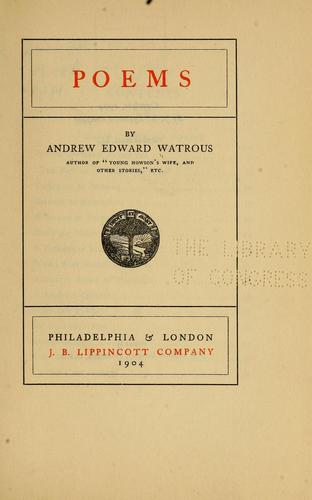 POEMS
BY
ANDREW EDWARD WATROUS
AUTHOR OF "YOUNG HOWSON'S WIFE, AND
OTHER STORIES," ETC.
THE LIBRARY
OF CONGRESS
PHILADELPHIA & LONDON
J. B. LIPPINCOTT COMPANY
1904